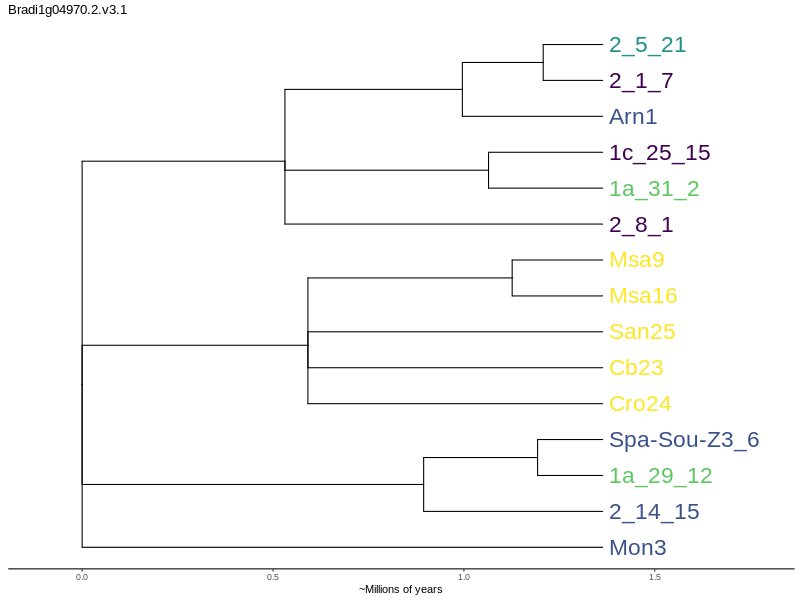 Bradi1g04970.2.v3.1
2_5_21
2_1_7
Arn1
1c_25_15
1a_31_2
2_8_1
Msa9
Msa16
San25
Cb23
Cro24
Spa-Sou-Z3_6
1a_29_12
2_14_15
Mon3
0.0 0.5 1.0 1.5
~Millions of years